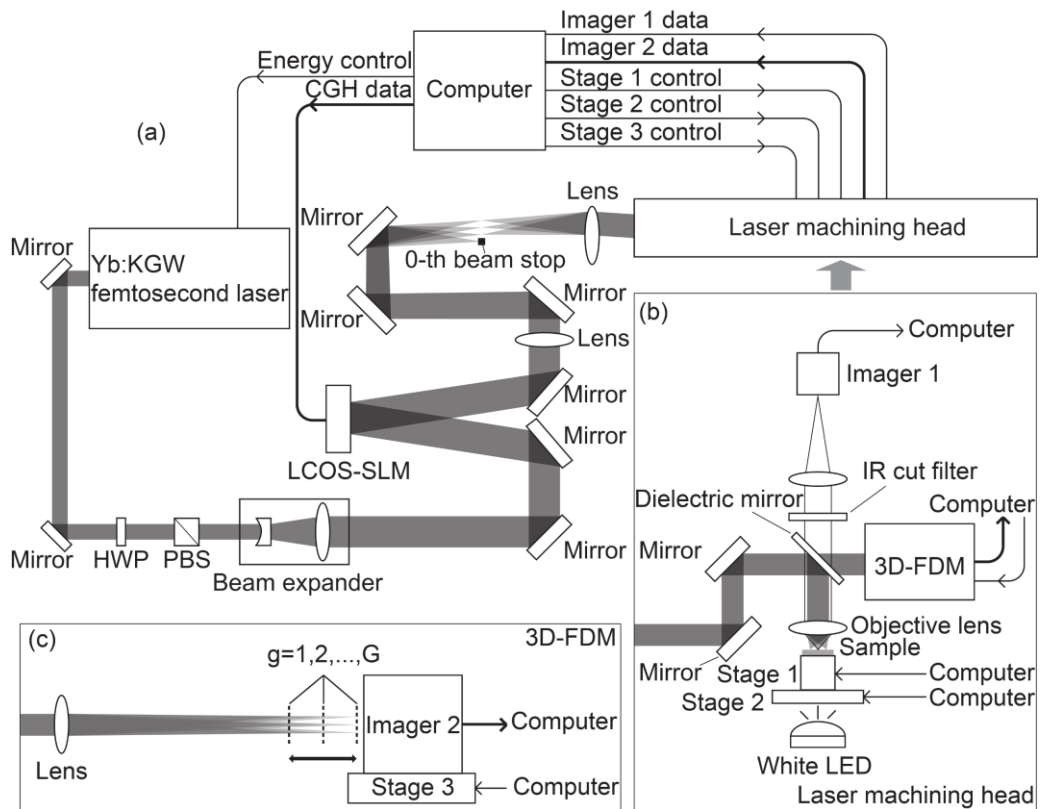 Imager 1 data
Imager 2 data
Energy control
Stage 1 control
CGH data
Computer
Stage 2 control
Stage 3 control
(a)
Lens
Mirror
Laser machining head
Mirror
0-th beam stop
Yb:KGW
femtosecond laser
Mirror
Mirror
Lens
Mirror
Mirror
LCOS-SLM
Mirror
HWP
PBS
Beam expander
Mirror
(b)
Computer
Imager 1
IR cut filter
Dielectric mirror
Computer
Mirror
3D-FDM
Objective lens
Sample
Mirror
Stage 1
Computer
Stage 2
Computer
White LED
Laser machining head
(c)
3D-FDM
g=1,2,...,G
Imager 2
Computer
Lens
Stage 3
Computer